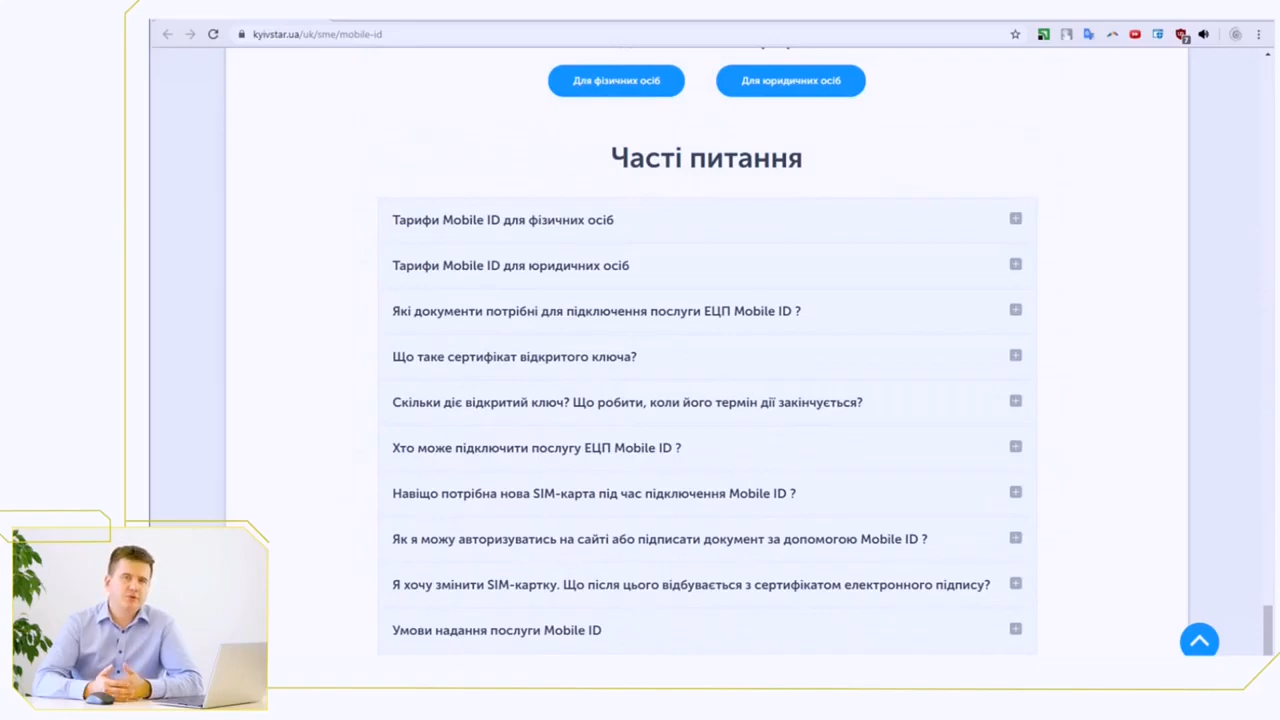 kyivstar.ua/uk/sme/mobile-id
Для фізичних осіб
Для юридичних осіб
Часті питання
Тарифи Mobile ID для фізичних осіб
Тарифи Mobile ID для юридичних осіб
Які документи потрібні для підключення послуги ЕЦП Mobile ID ?
Що таке сертифікат відкритого ключа?
Скільки діє відкритий ключ? Що робити, коли його термін дії закінчується?
Хто може підключити послугу ЕЦП Mobile ID ?
Навіщо потрібна нова SIM-карта під час підключення Mobile ID ?
Як я можу авторизуватись на сайті або підписати документ за допомогою Mobile ID ?
Я хочу змінити SIM-картку. Що після цього відбувається з сертифікатом електронного підпису?
Умови надання послуги Mobile ID